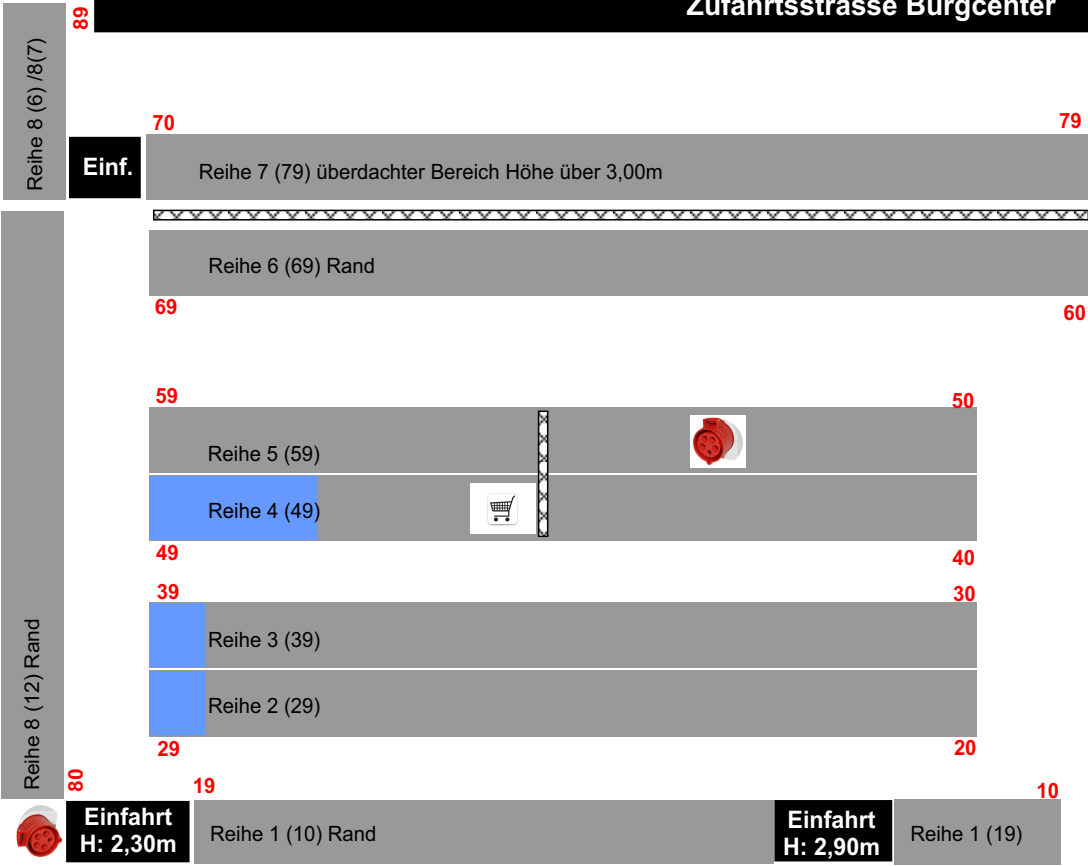 Zufahrtsstrasse Burgcenter
89
Reihe 8 (6) /8(7)
70
79
Einf.
Reihe 7 (79) überdachter Bereich Höhe über 3,00m
Reihe 6 (69) Rand
69
60
59
50
Reihe 5 (59)
Reihe 4 (49)
49
40
39
30
Reihe 3 (39)
Reihe 2 (29)
29
20
Reihe 8 (12) Rand
80
19
10
Einfahrt
H: 2,30m
Reihe 1 (10) Rand
Einfahrt
H: 2,90m
Reihe 1 (19)